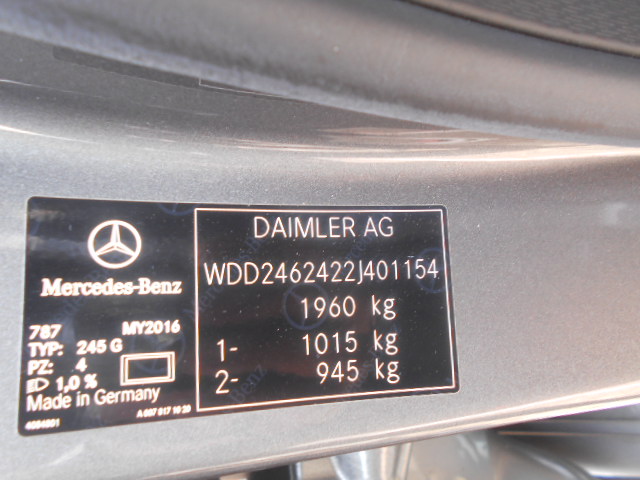 Mercedes-Benz
787 MY2016
TYP: 245 G
PZ: 4
1,0 %
Made in Germany
DAIMLER AG
WDD2462422J401154
1960 kg
1- 1015 kg
2- 945 kg